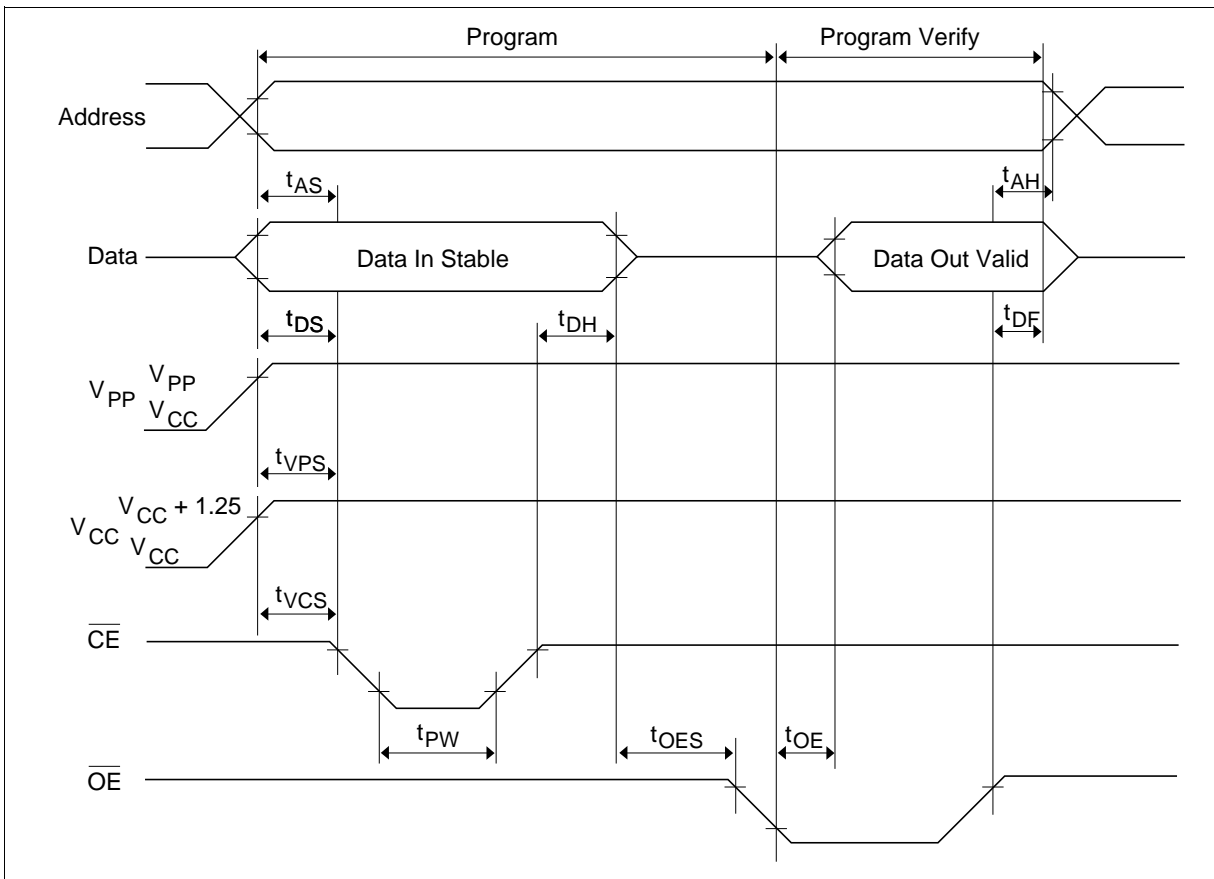 Program Program Verify
Address
tAS tAH
Data Data In Stable Data Out Valid
tDS tDH tDF
VPP VPP
VCC
tVPS
VCC VCC + 1.25
VCC
tVCS
CE
tPW tOES tOE
OE